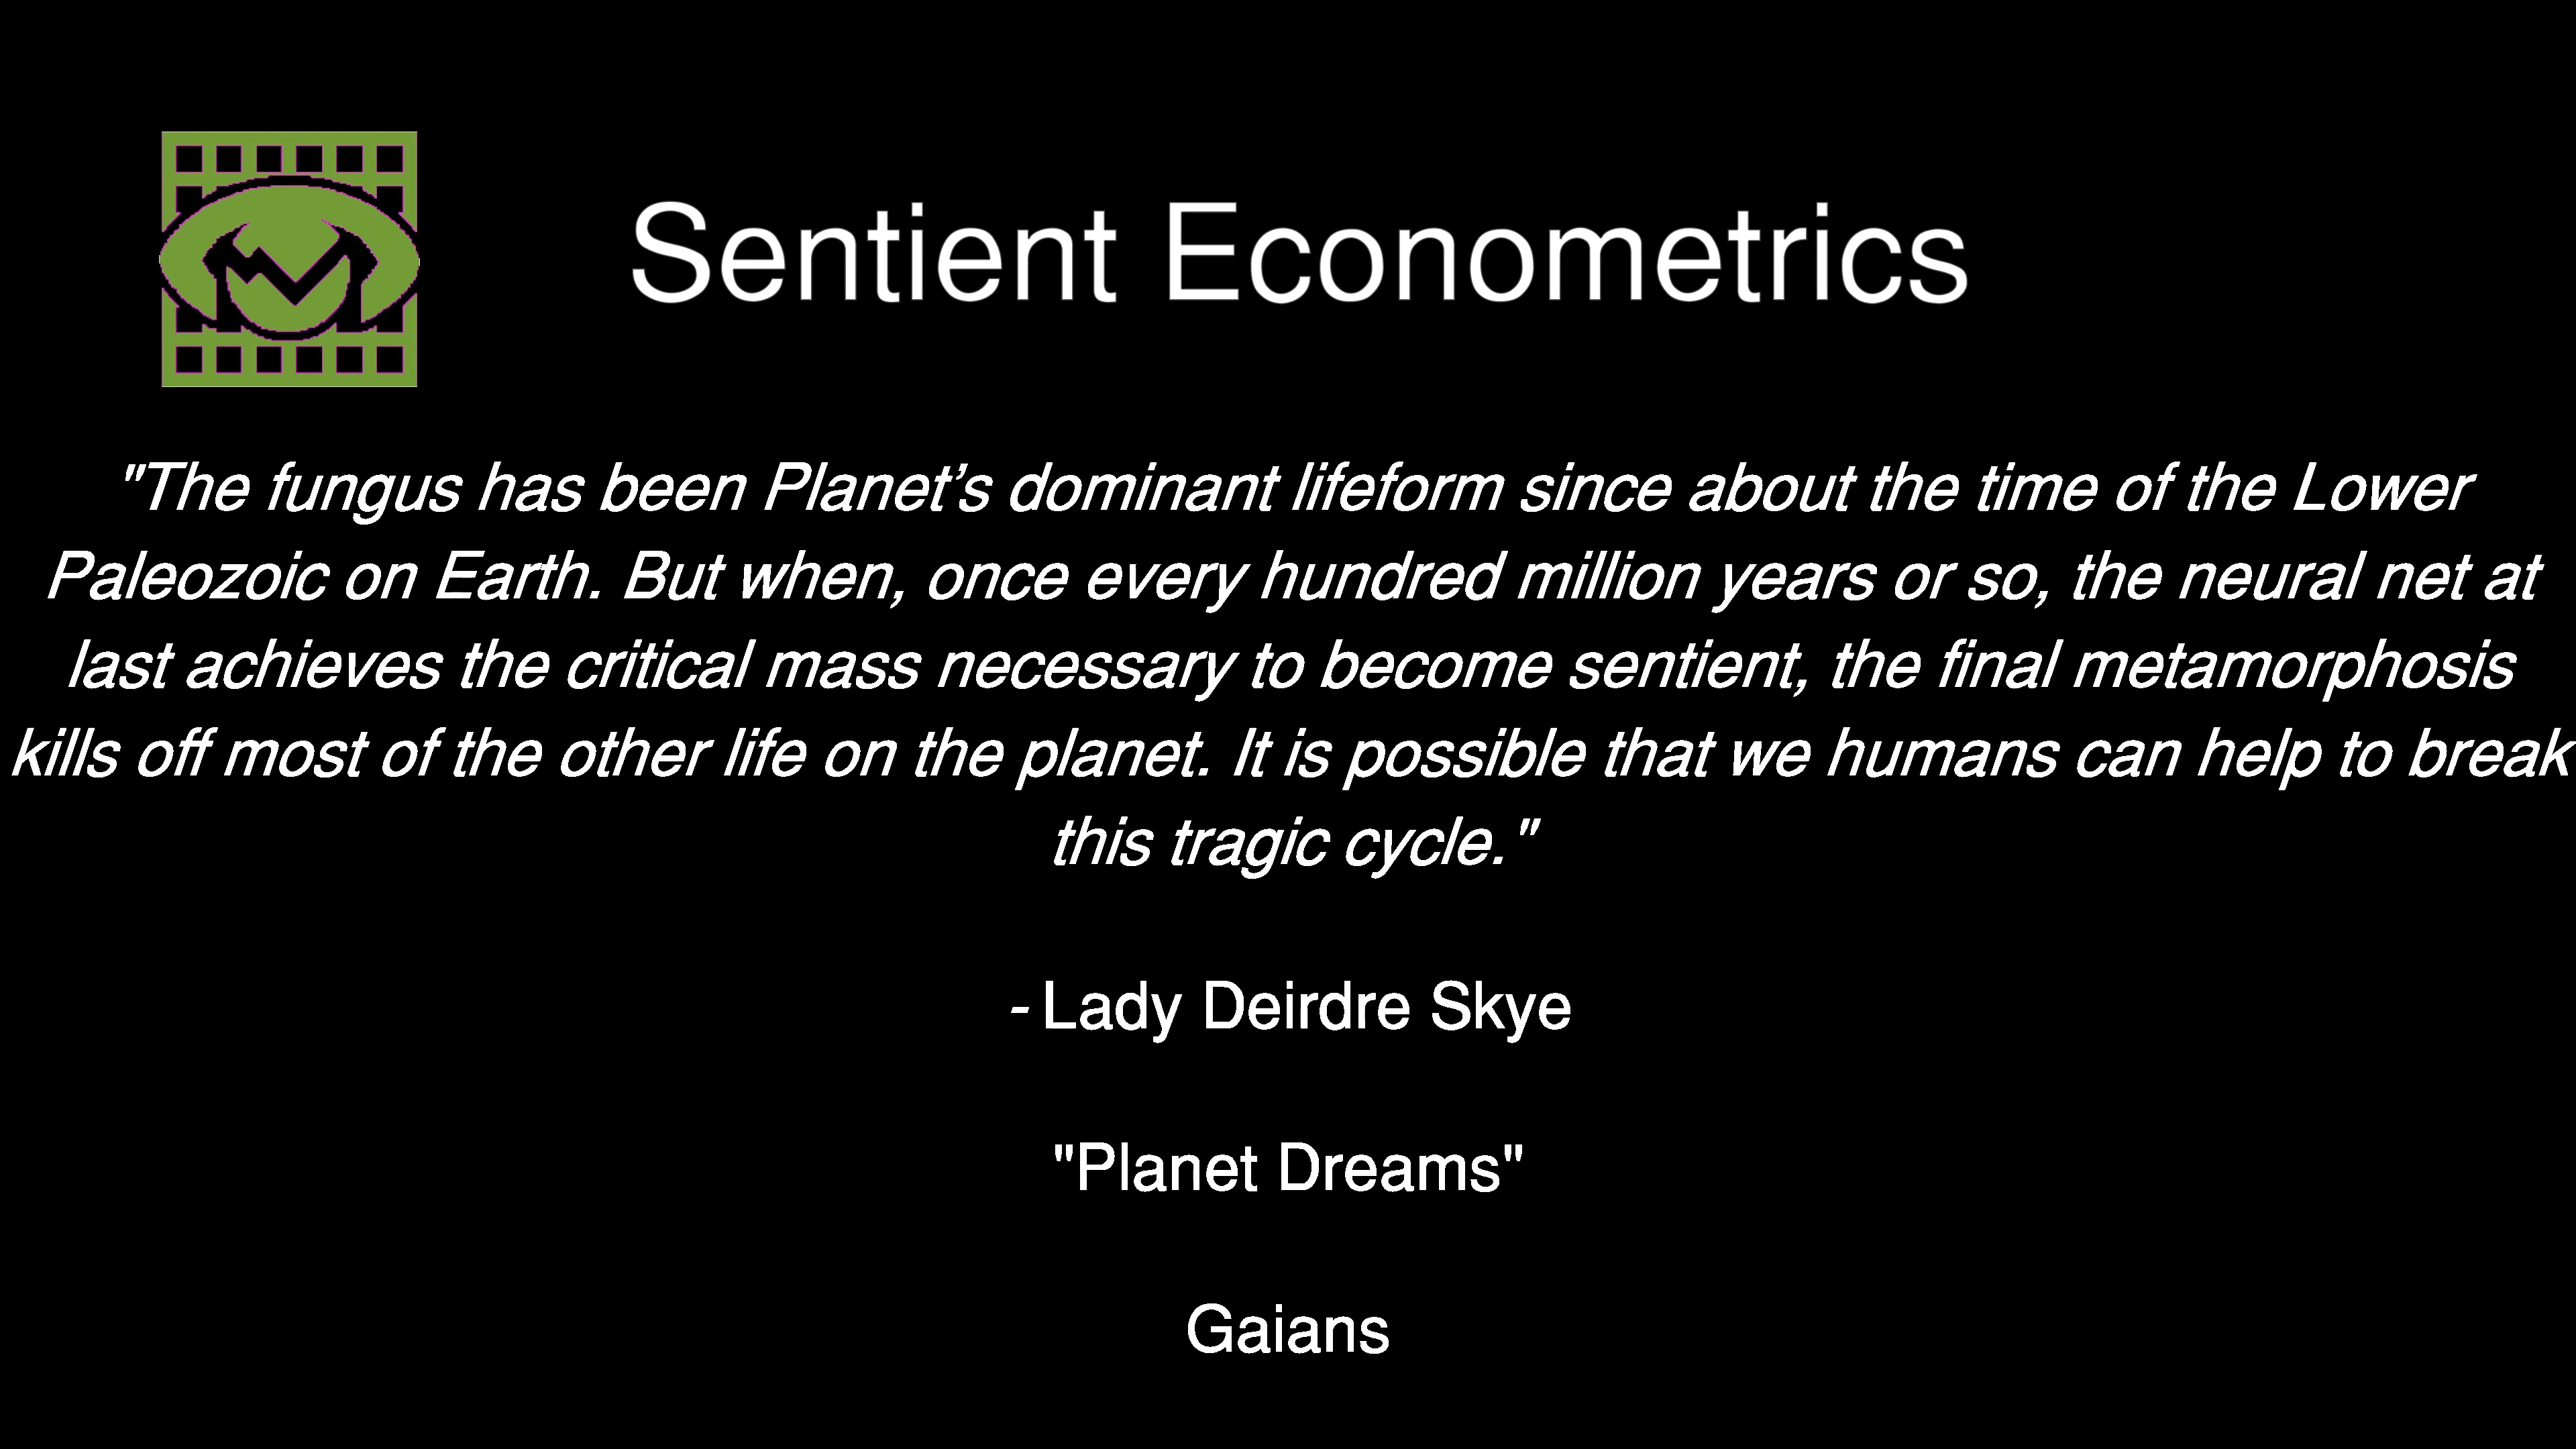 Sentient Econometrics
"The fungus has been Planet’s dominant lifeform since about the time of the Lower
Paleozoic on Earth. But when, once every hundred million years or so, the neural net at
last achieves the critical mass necessary to become sentient, the final metamorphosis
kills off most of the other life on the planet. It is possible that we humans can help to break
this tragic cycle."
- Lady Deirdre Skye
"Planet Dreams"
Gaians